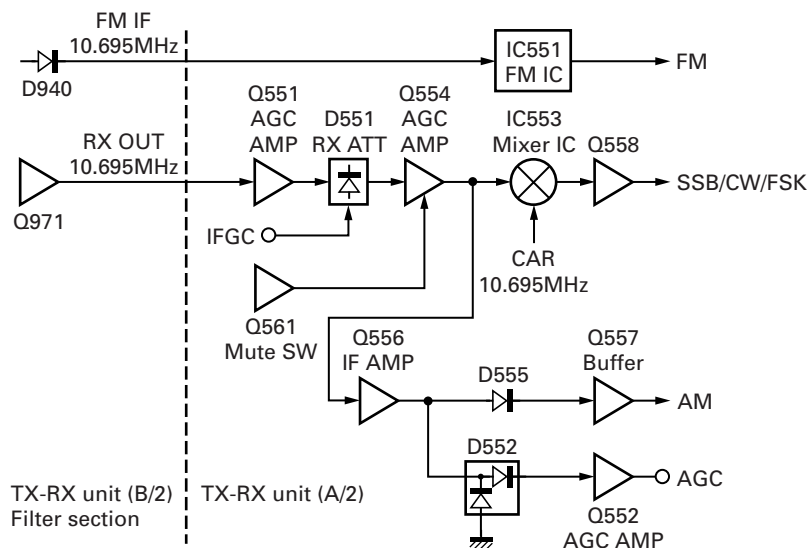 FM IF
10.695MHz
D940
IC551
FM IC
FM
RX OUT
10.695MHz
Q971
Q551
AGC
AMP
D551
RX ATT
Q554
AGC
AMP
IC553
Mixer IC
Q558
SSB/CW/FSK
IFGC
CAR
10.695MHz
Q561
Mute SW
Q556
IF AMP
D555
Q557
Buffer
AM
D552
AGC
Q552
AGC AMP
TX-RX unit (B/2)
Filter section
TX-RX unit (A/2)